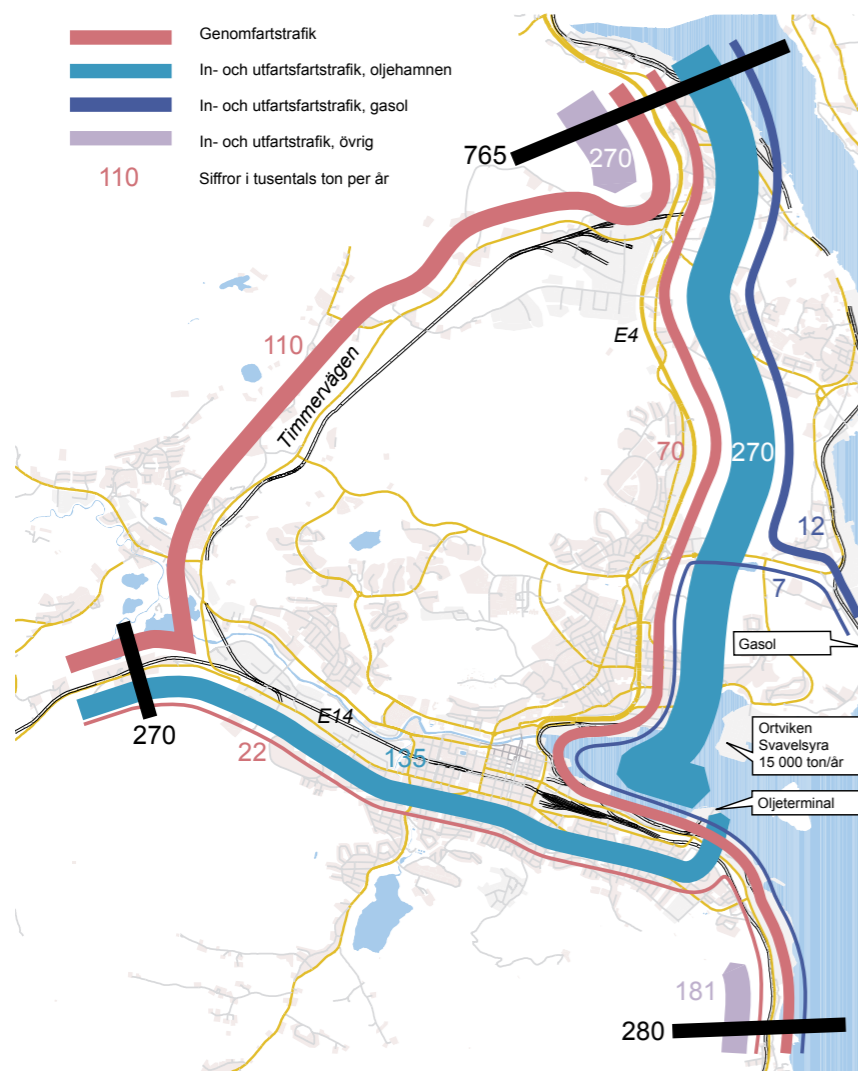 Genomfartstrafik
In- och utfartsfartstrafik, oljehamnen
In- och utfartsfartstrafik, gasol
In- och utfartstrafik, övrig
110
Siffror i tusentals ton per år
765
270
E4
110
Timmervägen
70
270
12
7
Gasol
270
E14
22
135
Ortviken
Svavelsyra
15 000 ton/år
Oljeterminal
181
280